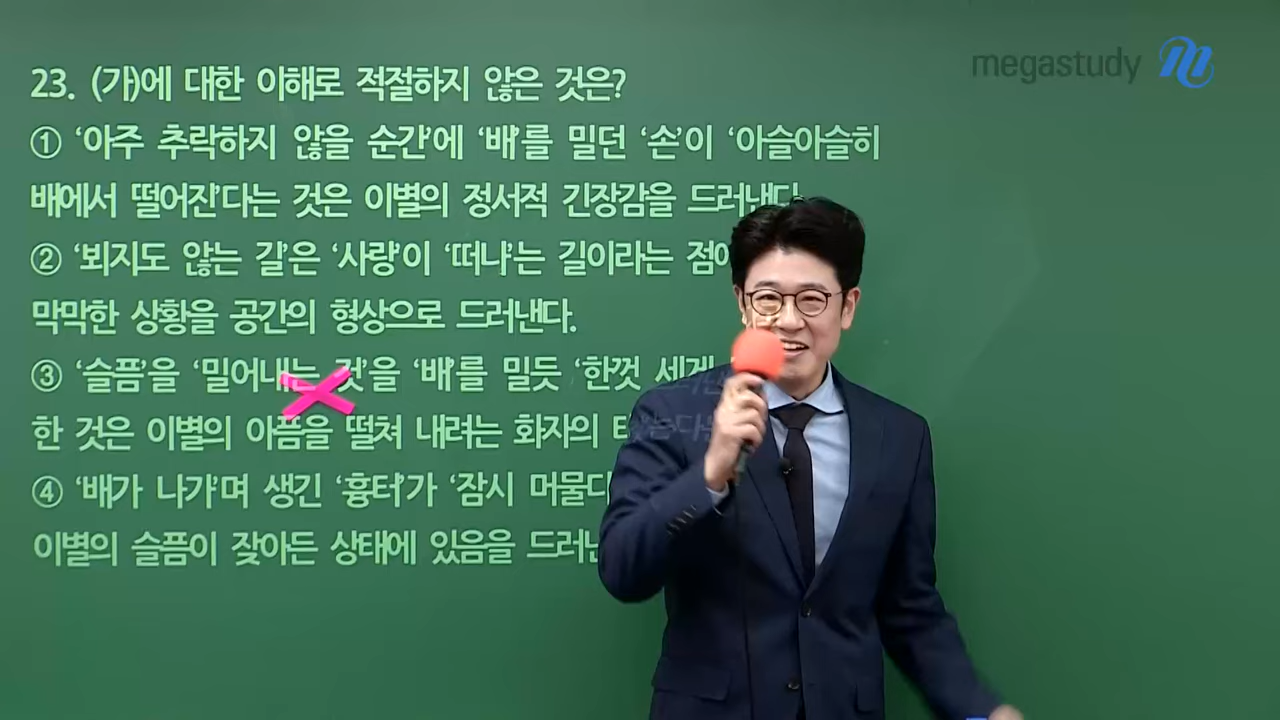 megastudy
23. (가)에 대한 이해로 적절하지 않은 것은?
① ‘아주 추락하지 않을 순간’에 ‘배’를 밀던 ‘손’이 ‘아슬아슬히
배에서 떨어진’다는 것은 이별의 정서적 긴장감을 드러낸다.
② ‘뵈지도 않는 길’은 ‘사랑’이 ‘떠나’는 길이라는
막막한 상황을 공간의 형상으로 드러낸다.
③ ‘슬픔’을 ‘밀어내는 것’을 ‘배’를 밀듯 ‘한껏 세게
한 것은 이별의 아픔을 떨쳐 내려는 화자의
④ ‘배가 나가’며 생긴 ‘흉터’가 ‘잠시 머물다
이별의 슬픔이 잦아든 상태에 있음을